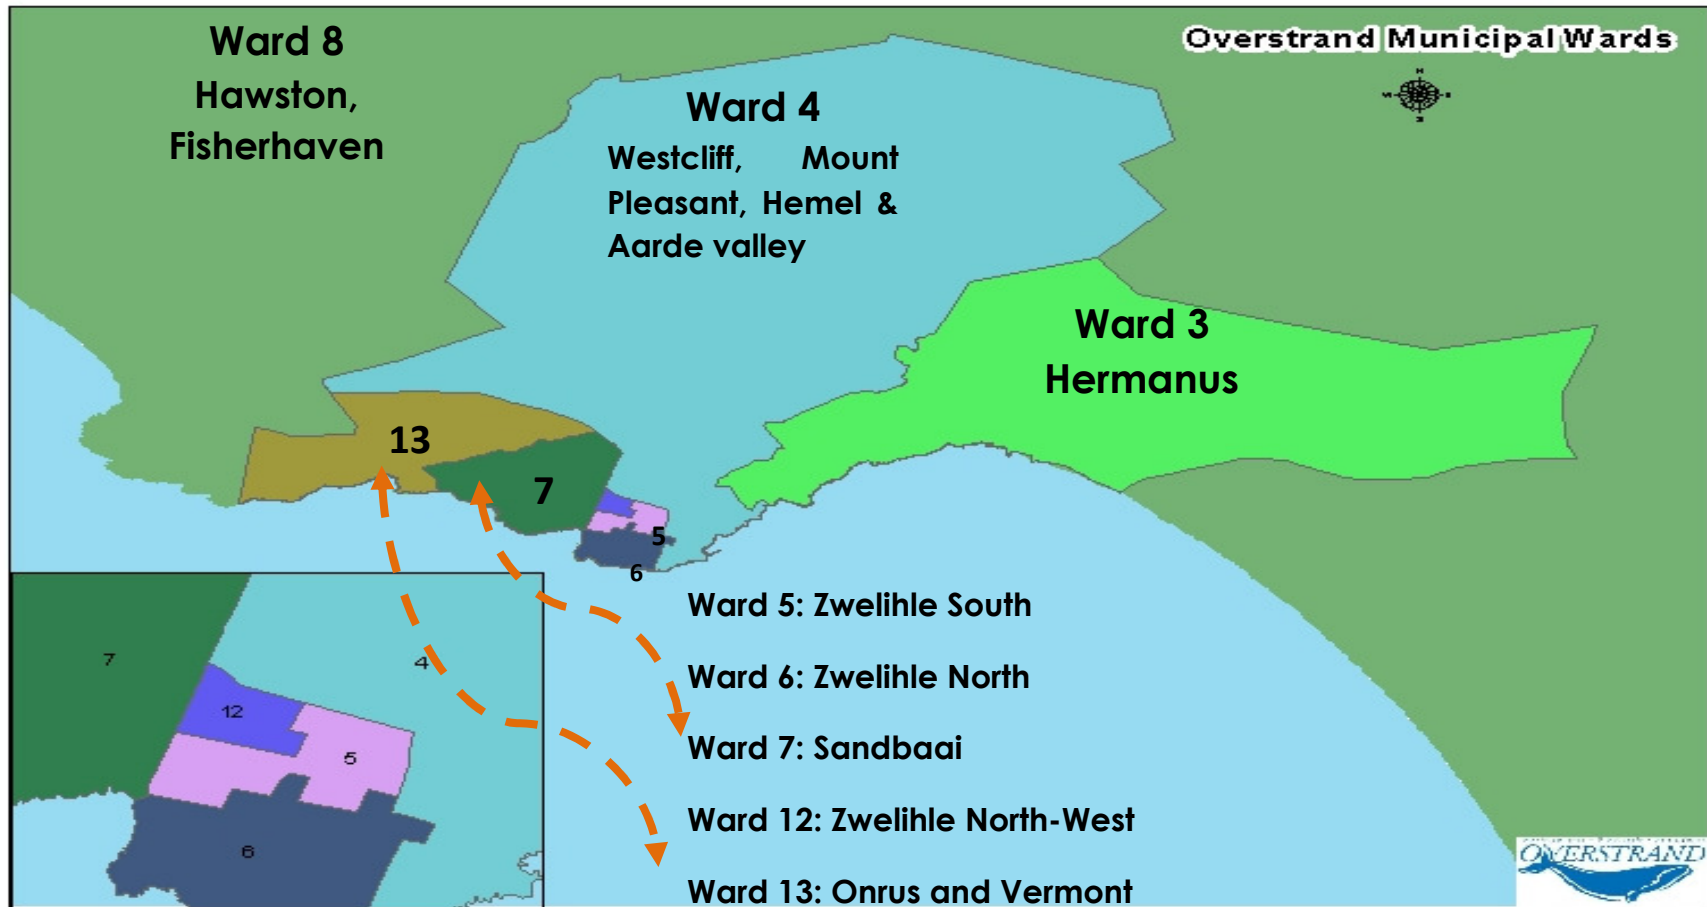 Ward 8
Hawston,
Fisherhaven
Overstrand Municipal Wards
N
S
Ward 4
Westcliff, Mount
Pleasant, Hemel &
Aarde valley
Ward 3
Hermanus
13
7
5
6
7
4
12
5
6
Ward 5: Zwelihle South
Ward 6: Zwelihle North
Ward 7: Sandbaai
Ward 12: Zwelihle North-West
Ward 13: Onrus and Vermont
OVERSTRAND